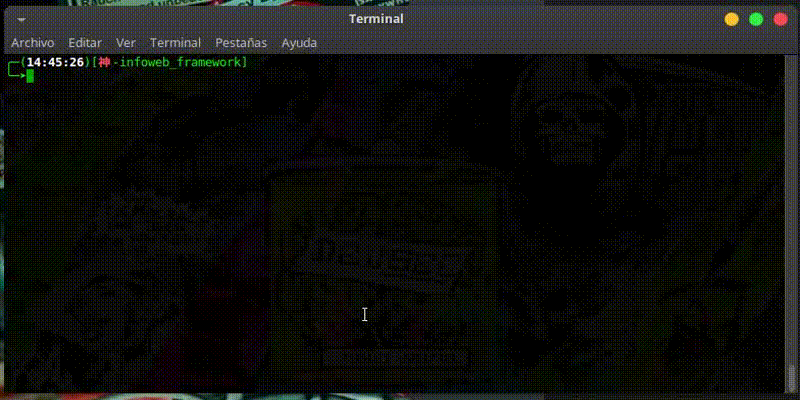 Terminal
Archivo Editar Ver Terminal Pestañas Ayuda
(14:45:26)[神-infoweb_framework]